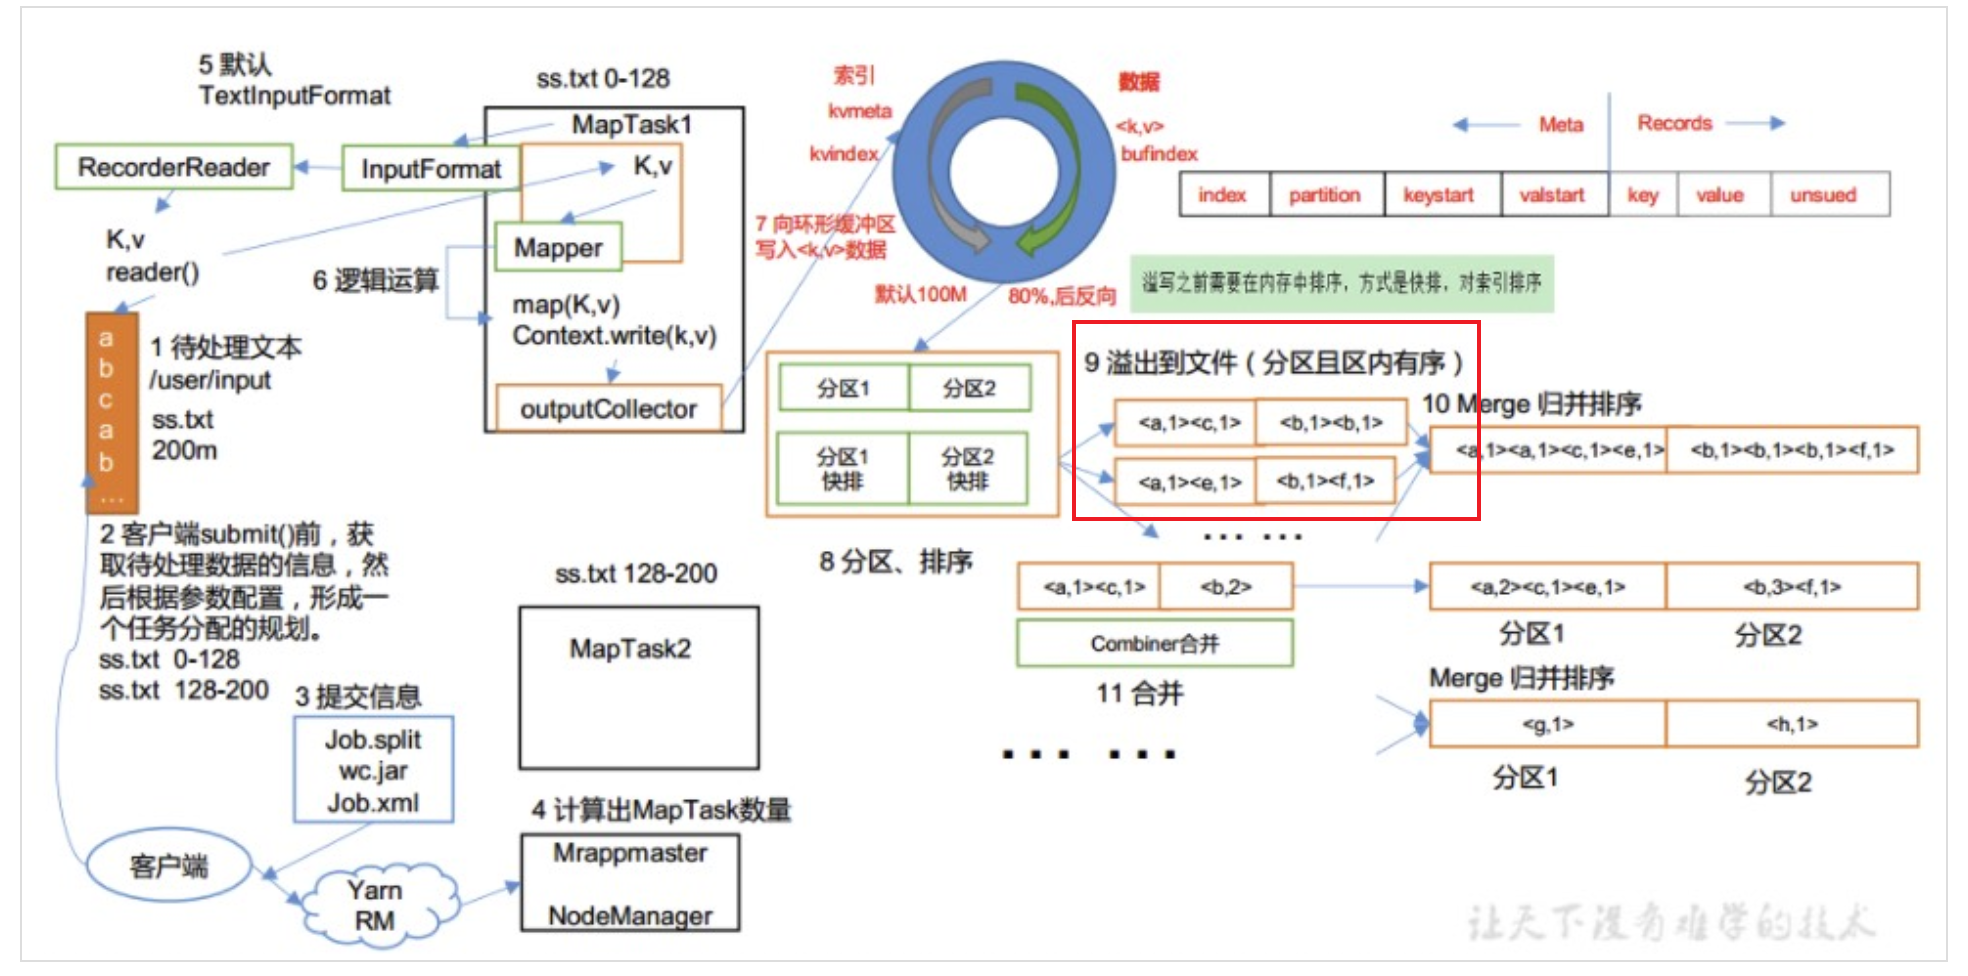 5 默认
TextInputFormat
ss.txt 0-128
MapTask1
RecorderReader
InputFormat
K,v
K,v
reader()
Mapper
6 逻辑运算
map(K,v)
Context.write(k,v)
outputCollector
a
b
c
a
b
...
1 待处理文本
/user/input
ss.txt
200m
2 客户端submit()前，获
取待处理数据的信息，然
后根据参数配置，形成一
个任务分配的规划。
ss.txt 0-128
ss.txt 128-200
3 提交信息
Job.split
wc.jar
Job.xml
客户端
Yarn
RM
4 计算出MapTask数量
Mrappmaster
NodeManager
ss.txt 128-200
MapTask2
索引
kvmeta
kvindex
数据
<k,v>
bufindex
7 向环形缓冲区
写入<k,v>数据
默认100M
80%,后反向
Meta
Records
index
partition
keystart
valstart
key
value
unsued
溢写之前需要在内存中排序，方式是快排，对索引排序
分区1
分区2
分区1
快排
分区2
快排
8 分区、排序
9 溢出到文件（分区且区内有序）
<a,1><c,1>
<b,1><b,1>
<a,1><e,1>
<b,1><f,1>
... ...
10 Merge 归并排序
<a,1><a,1><c,1><e,1>
<b,1><b,1><b,1><f,1>
<a,1><c,1>
<b,2>
Combiner合并
11 合并
... ...
<a,2><c,1><e,1>
<b,3><f,1>
分区1
分区2
Merge 归并排序
<g,1>
<h,1>
分区1
分区2
让天下没有难学的技术